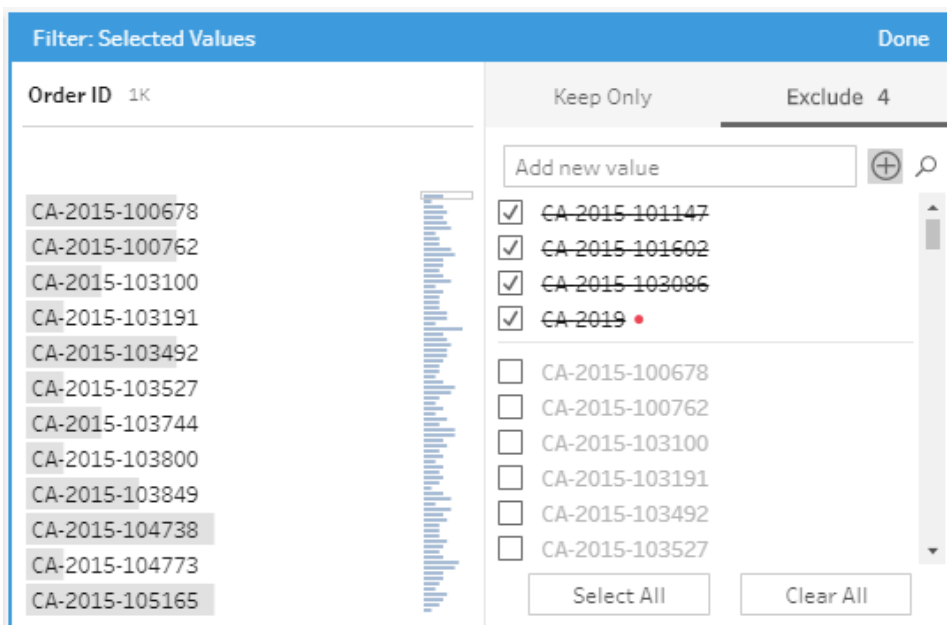 Filter: Selected Values Done
Order ID 1K
Keep Only Exclude 4
Add new value
CA-2015-100678
CA-2015-100762
CA-2015-103100
CA-2015-103191
CA-2015-103492
CA-2015-103527
CA-2015-103744
CA-2015-103800
CA-2015-103849
CA-2015-104738
CA-2015-104773
CA-2015-105165
CA-2015-101147
CA-2015-101602
CA-2015-103086
CA-2019
CA-2015-100678
CA-2015-100762
CA-2015-103100
CA-2015-103191
CA-2015-103492
CA-2015-103527
Select All Clear All